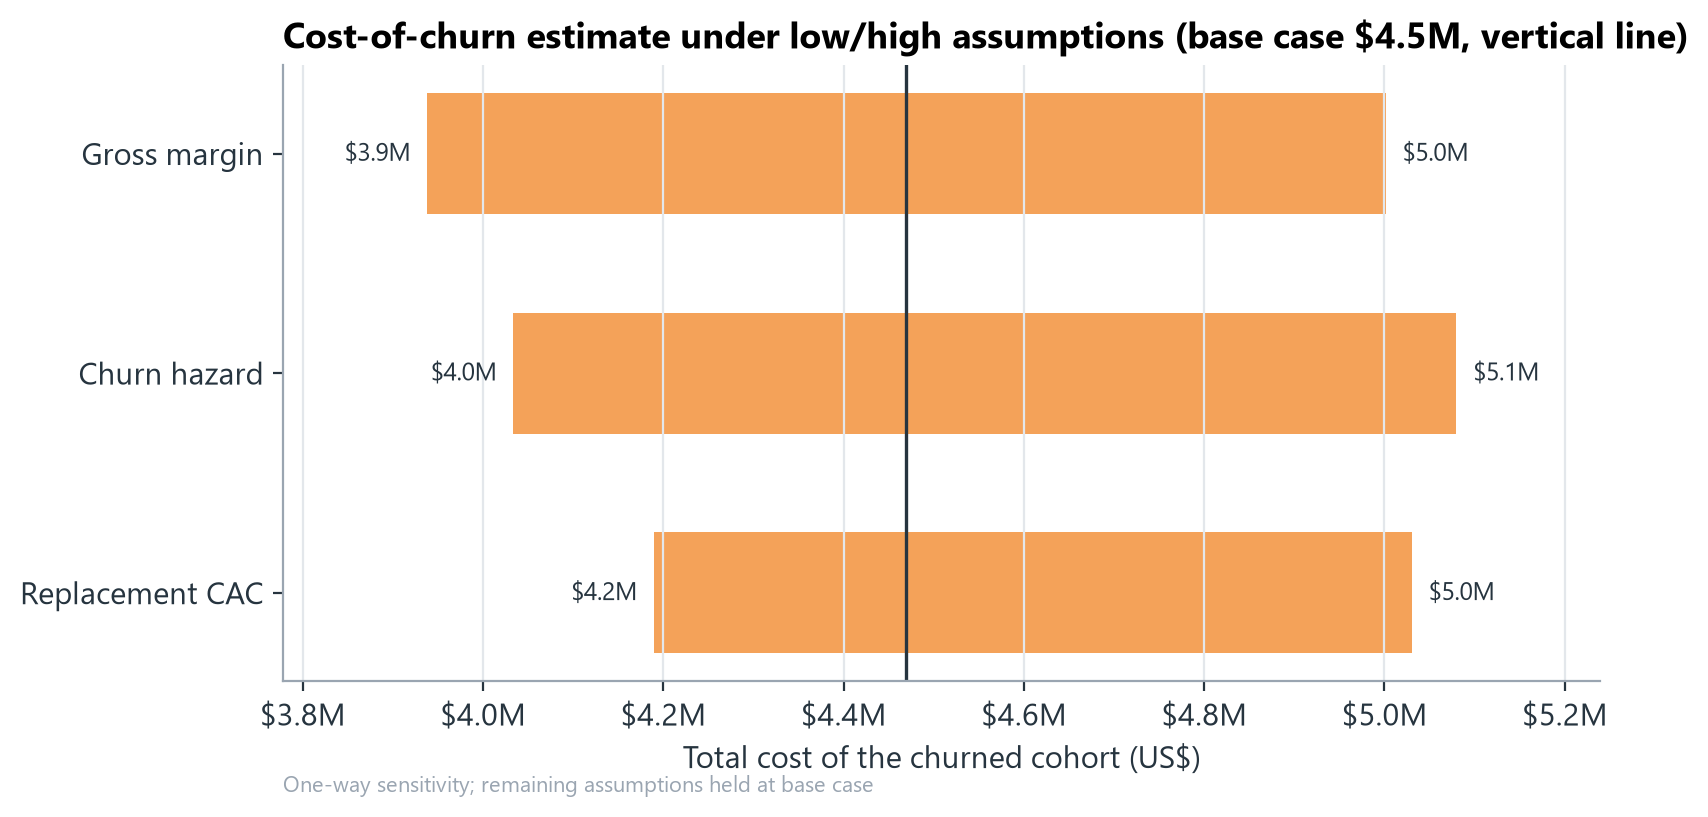 Cost-of-churn estimate under low/high assumptions (base case $4.5M, vertical line)
Gross margin
$3.9M
$5.0M
Churn hazard
$4.0M
$5.1M
Replacement CAC
$4.2M
$5.0M
$3.8M $4.0M $4.2M $4.4M $4.6M $4.8M $5.0M $5.2M
Total cost of the churned cohort (US$)
One-way sensitivity; remaining assumptions held at base case